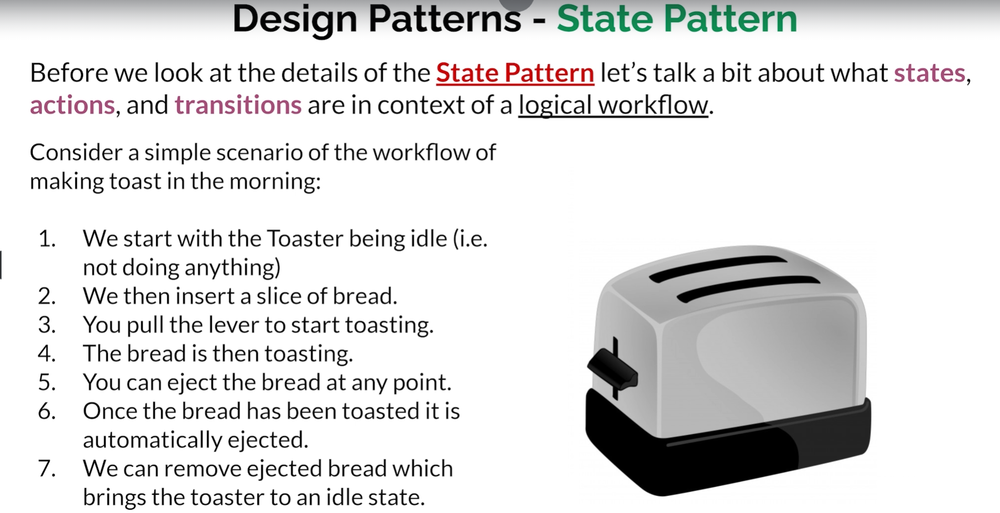 Design Patterns - State Pattern
Before we look at the details of the State Pattern let’s talk a bit about what states,
actions, and transitions are in context of a logical workflow.
Consider a simple scenario of the workflow of
making toast in the morning:
1. We start with the Toaster being idle (i.e.
not doing anything)
2. We then insert a slice of bread.
3. You pull the lever to start toasting.
4. The bread is then toasting.
5. You can eject the bread at any point.
6. Once the bread has been toasted it is
automatically ejected.
7. We can remove ejected bread which
brings the toaster to an idle state.